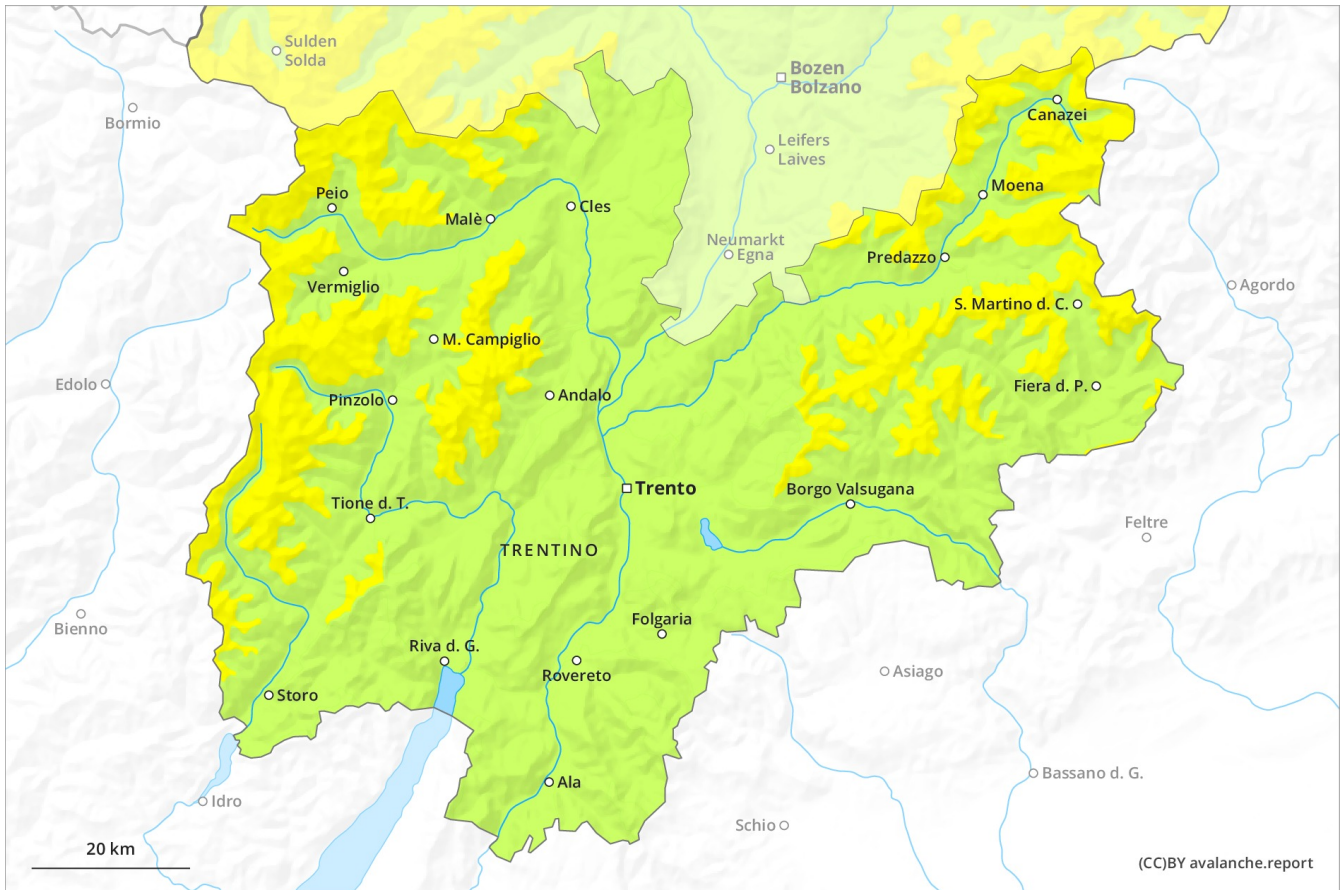 Sulden
Solda
Bozen
Bolzano
Bormio
Canazei
Leifers
Laives
Moena
Peio
Malè
Cles
Neumarkt
Egna
Predazzo
Vermiglio
Agordo
S. Martino d. C.
M. Campiglio
Edolo
Fiera d. P.
Pinzolo
Andalo
Trento
Borgo Valsugana
Tione d. T.
Feltre
TRENTINO
Bienno
Folgaria
Riva d. G.
Asiago
Rovereto
Storo
Bassano d. G.
Ala
Idro
Schio
20 km
(CC)BY avalanche.report